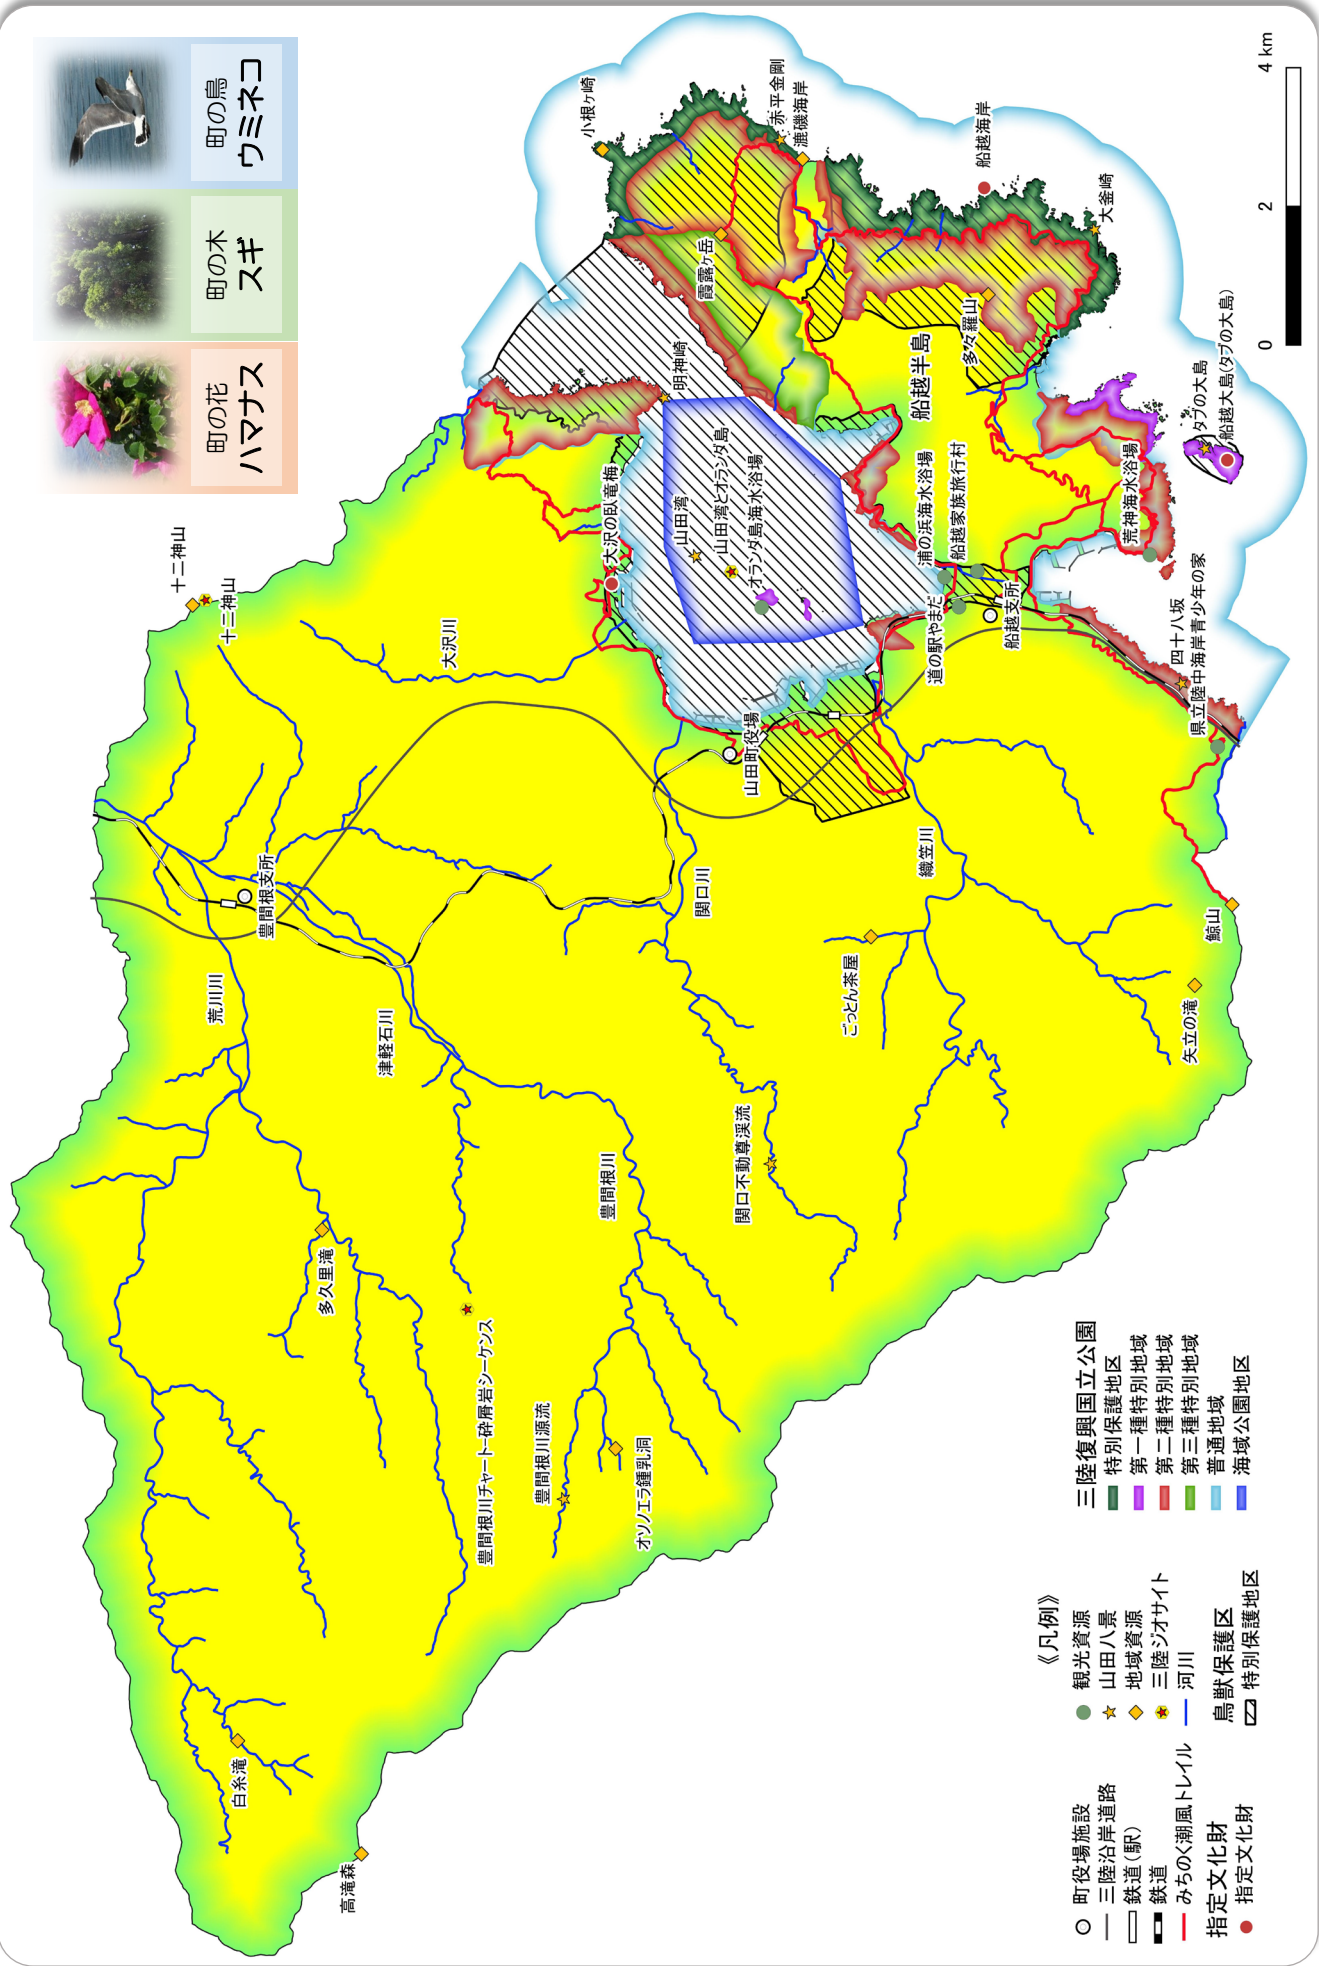 町の花
ハマナス
町の木
スギ
町の鳥
ウミネコ
十二神山
十二神山
大沢川
豊間根支所
荒川川
津軽石川
多久里滝
白糸滝
高滝森
豊間根川チャート-砕屑岩シーケンス
豊間根川源流
オソノエラ鍾乳洞
豊間根川
関口不動尊渓流
関口川
ごっとん茶屋
織笠川
矢立の滝
鯨山
山田町役場
大沢の臥竜梅
山田湾
山田湾とオランダ島
オランダ島海水浴場
明神崎
小根ヶ崎
霞露ヶ岳
赤平金剛
漉磯海岸
船越海岸
大釜崎
多々羅山
船越半島
浦の浜海水浴場
船越家族旅行村
道の駅やまだ
船越支所
荒神海水浴場
タブの大島
船越大島(タブの大島)
四十八坂
県立陸中海岸青少年の家
0 2 4 km
《凡例》
町役場施設
三陸沿岸道路
鉄道(駅)
鉄道
みちのく潮風トレイル
指定文化財
指定文化財
観光資源
山田八景
地域資源
三陸ジオサイト
河川
鳥獣保護区
特別保護地区
三陸復興国立公園
特別保護地区
第一種特別地域
第二種特別地域
第三種特別地域
普通地域
海域公園地区